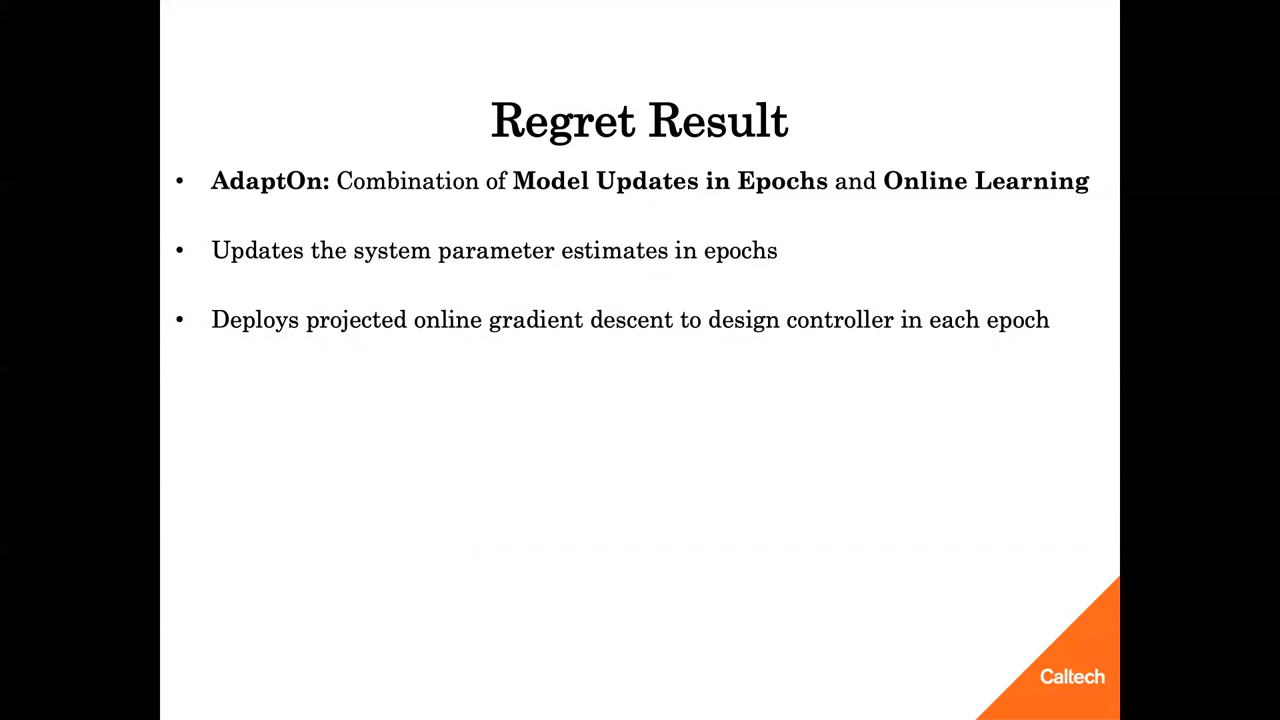 Regret Result
• AdaptOn: Combination of Model Updates in Epochs and Online Learning
• Updates the system parameter estimates in epochs
• Deploys projected online gradient descent to design controller in each epoch
Caltech